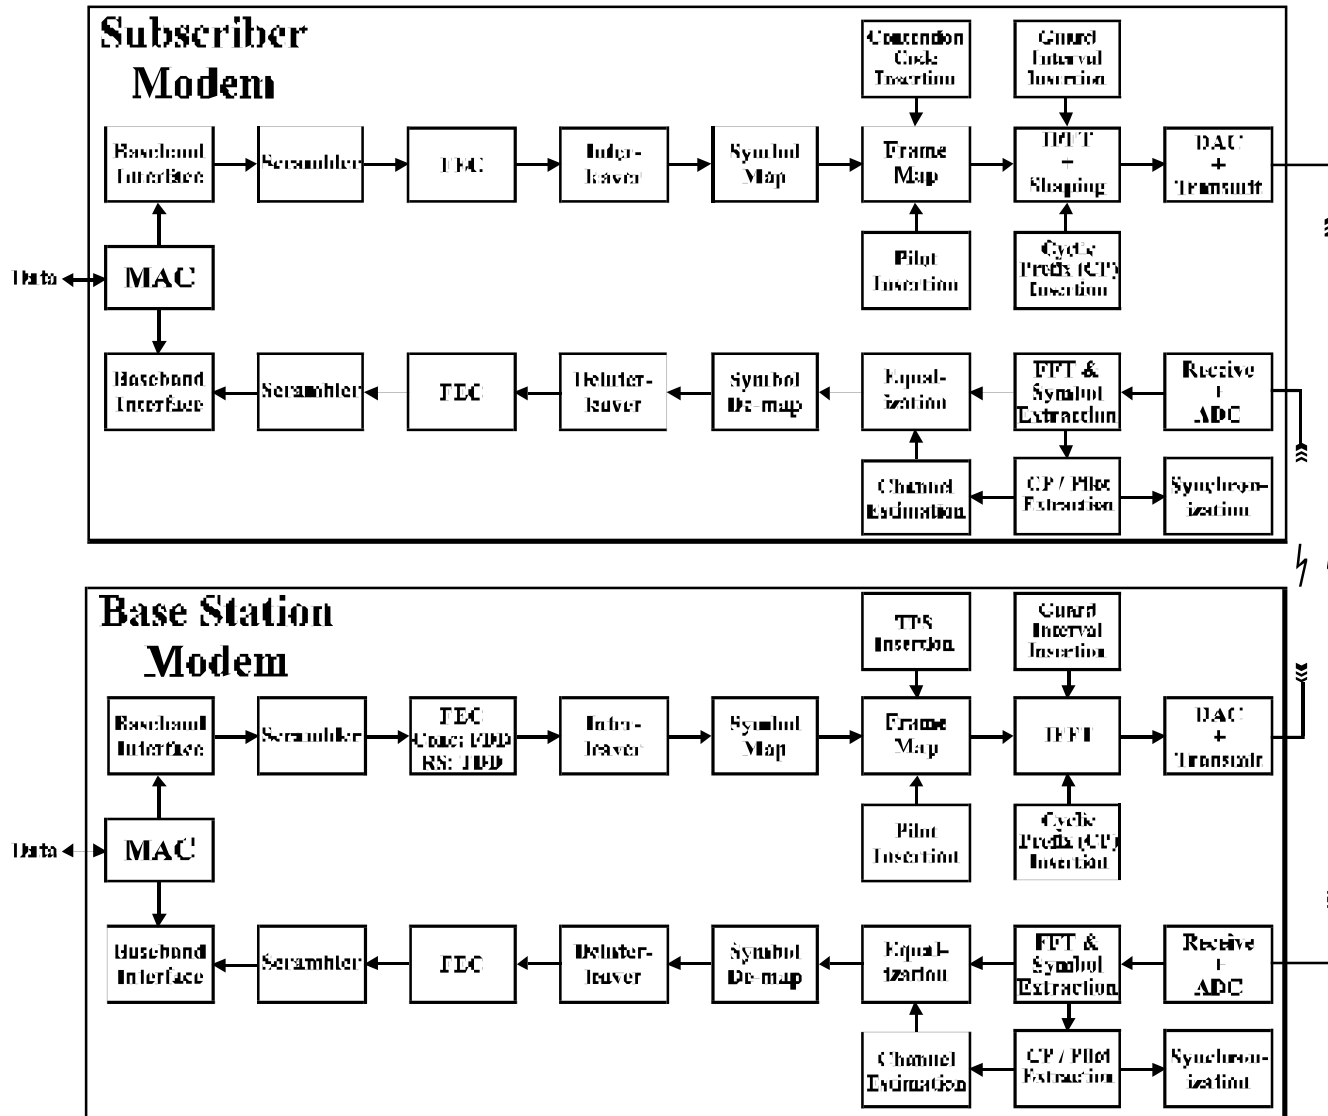 Subscriber
Modem
Contention
Code
Insertion
Guard
Interval
Insertion
Baseband
Interface
Scrambler
FEC
Inter-
leaver
Symbol
Map
Frame
Map
IFFT
+
Shaping
DAC
+
Transmit
Data
MAC
Pilot
Insertion
Cyclic
Prefix (CP)
Insertion
Baseband
Interface
Scrambler
FEC
Deinter-
leaver
Symbol
De-map
Equal-
ization
FFT &
Symbol
Extraction
Receive
+
ADC
Channel
Estimation
CP / Pilot
Extraction
Synchron-
ization
Base Station
Modem
TPS
Insertion
Guard
Interval
Insertion
Baseband
Interface
Scrambler
FEC
Conc: FDD
RS: TDD
Inter-
leaver
Symbol
Map
Frame
Map
IFFT
DAC
+
Transmit
Data
MAC
Pilot
Insertion
Cyclic
Prefix (CP)
Insertion
Baseband
Interface
Scrambler
FEC
Deinter-
leaver
Symbol
De-map
Equal-
ization
FFT &
Symbol
Extraction
Receive
+
ADC
Channel
Estimation
CP / Pilot
Extraction
Synchron-
ization